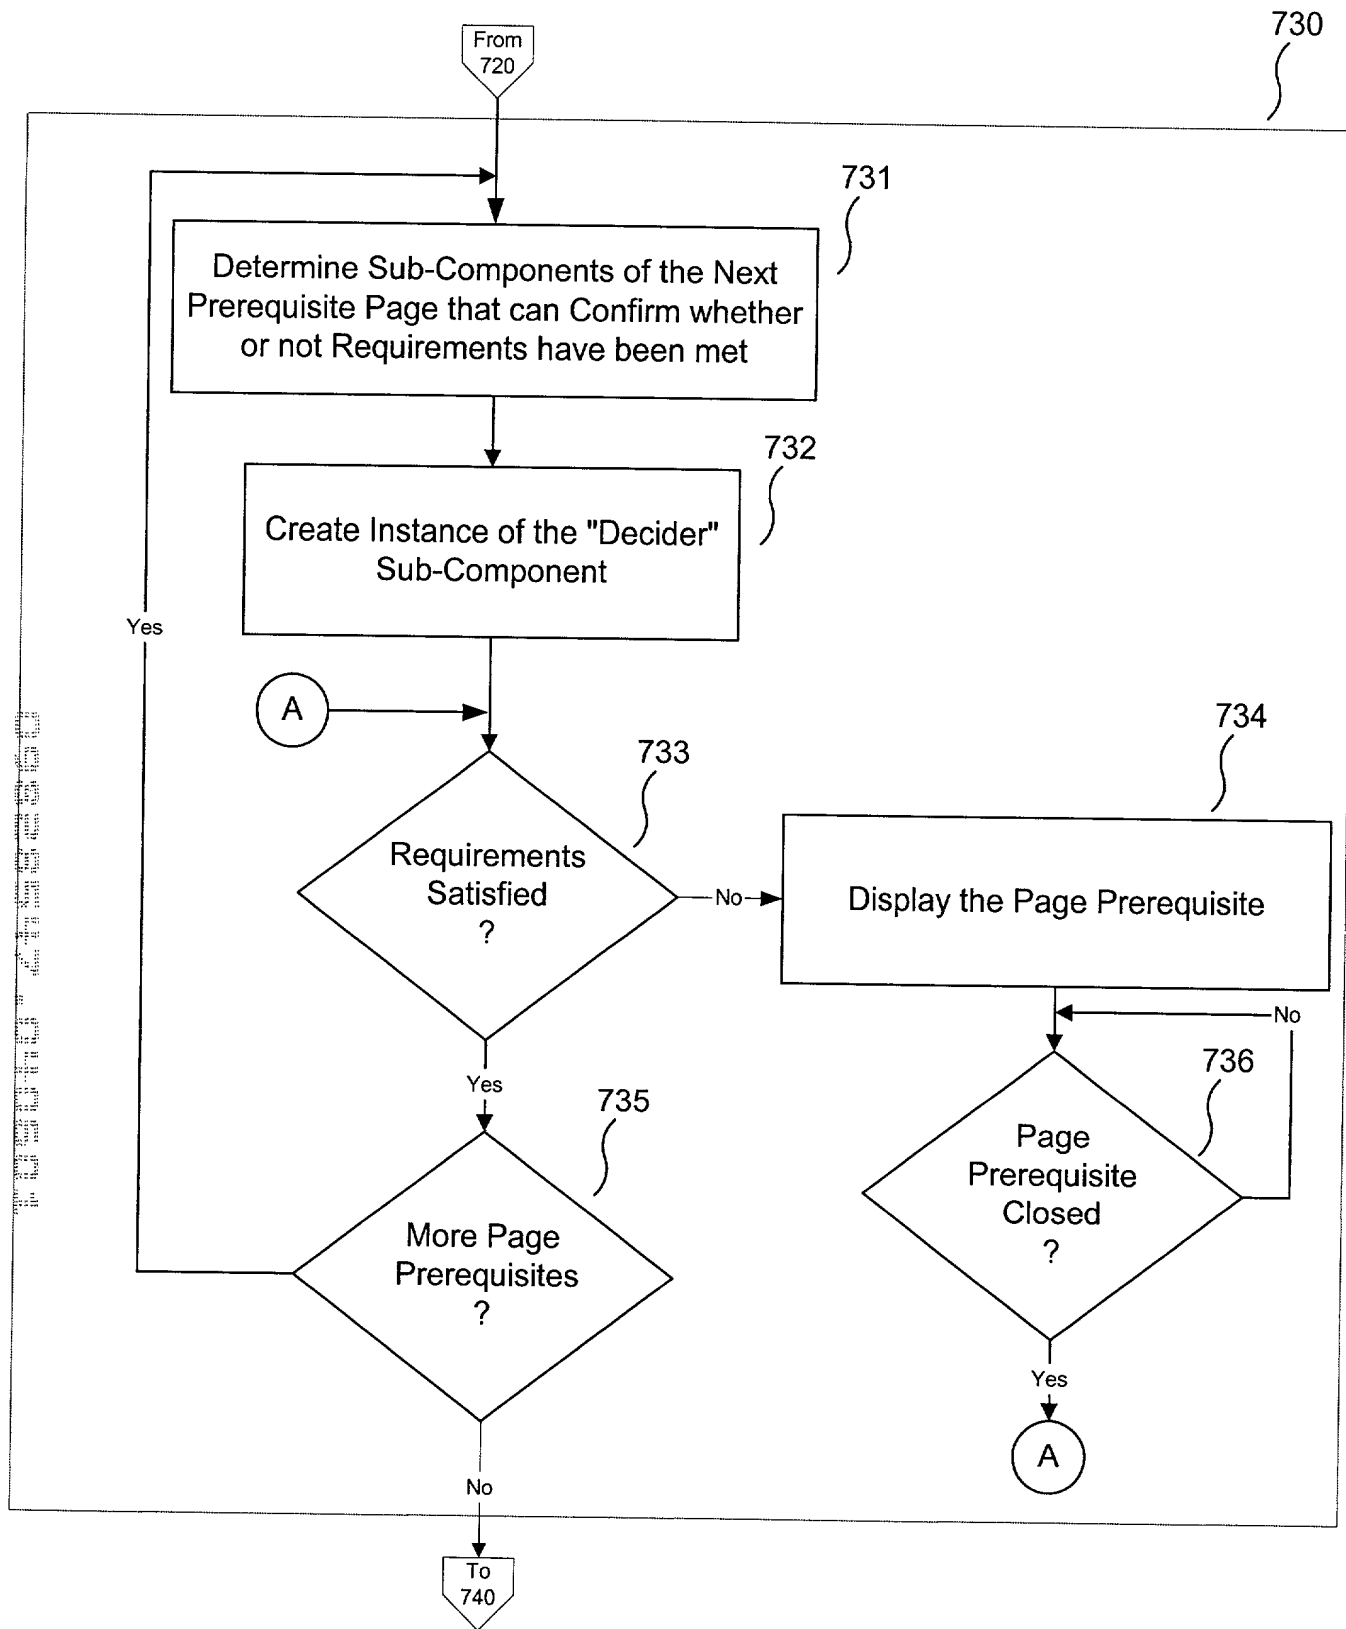 730
From
720
731
Determine Sub-Components of the Next
Prerequisite Page that can Confirm whether
or not Requirements have been met
732
Create Instance of the "Decider"
Sub-Component
Yes
A
733
Requirements
Satisfied
?
No
734
Display the Page Prerequisite
No
Yes
735
More Page
Prerequisites
?
736
Page
Prerequisite
Closed
?
Yes
A
No
To
740